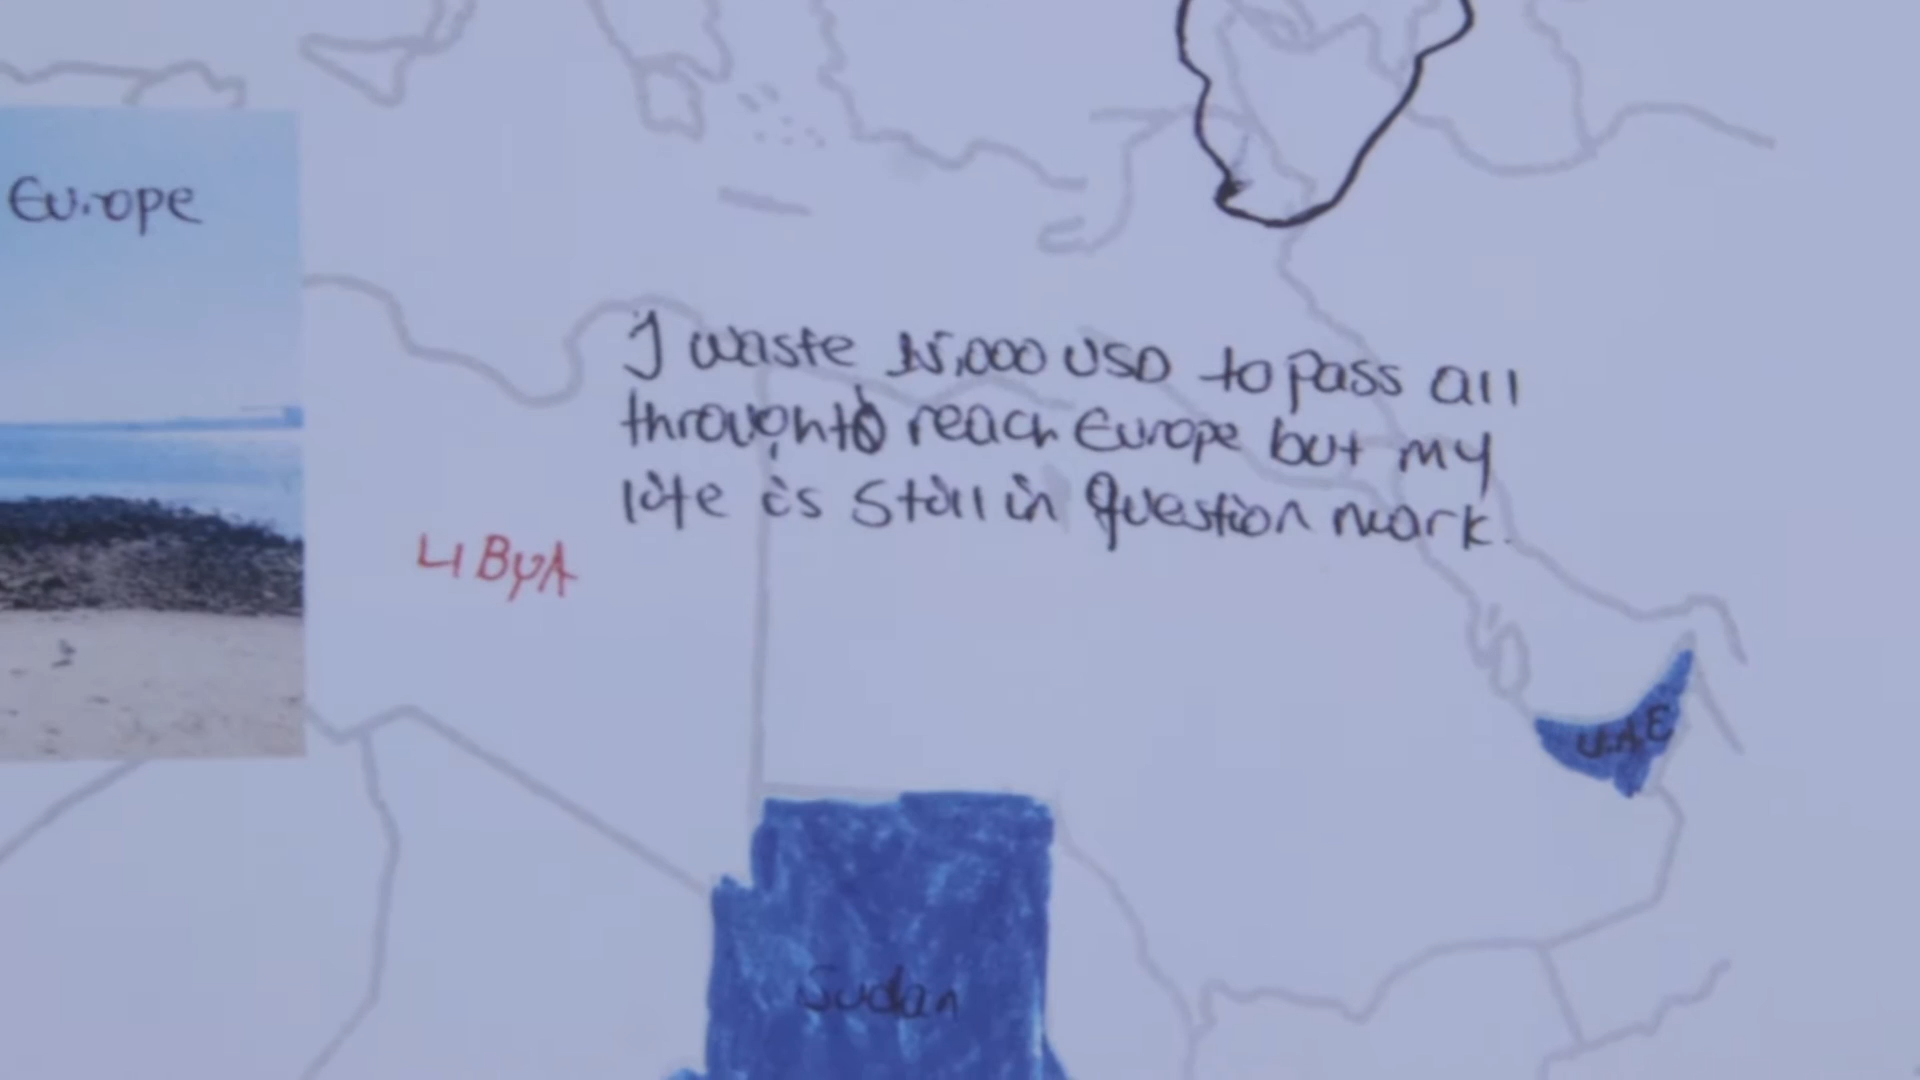 Europe
I waste 15,000 USD to pass all
throught to reach Europe but my
life is Still in Question mark.
LIByA
U.A.E
Sudan